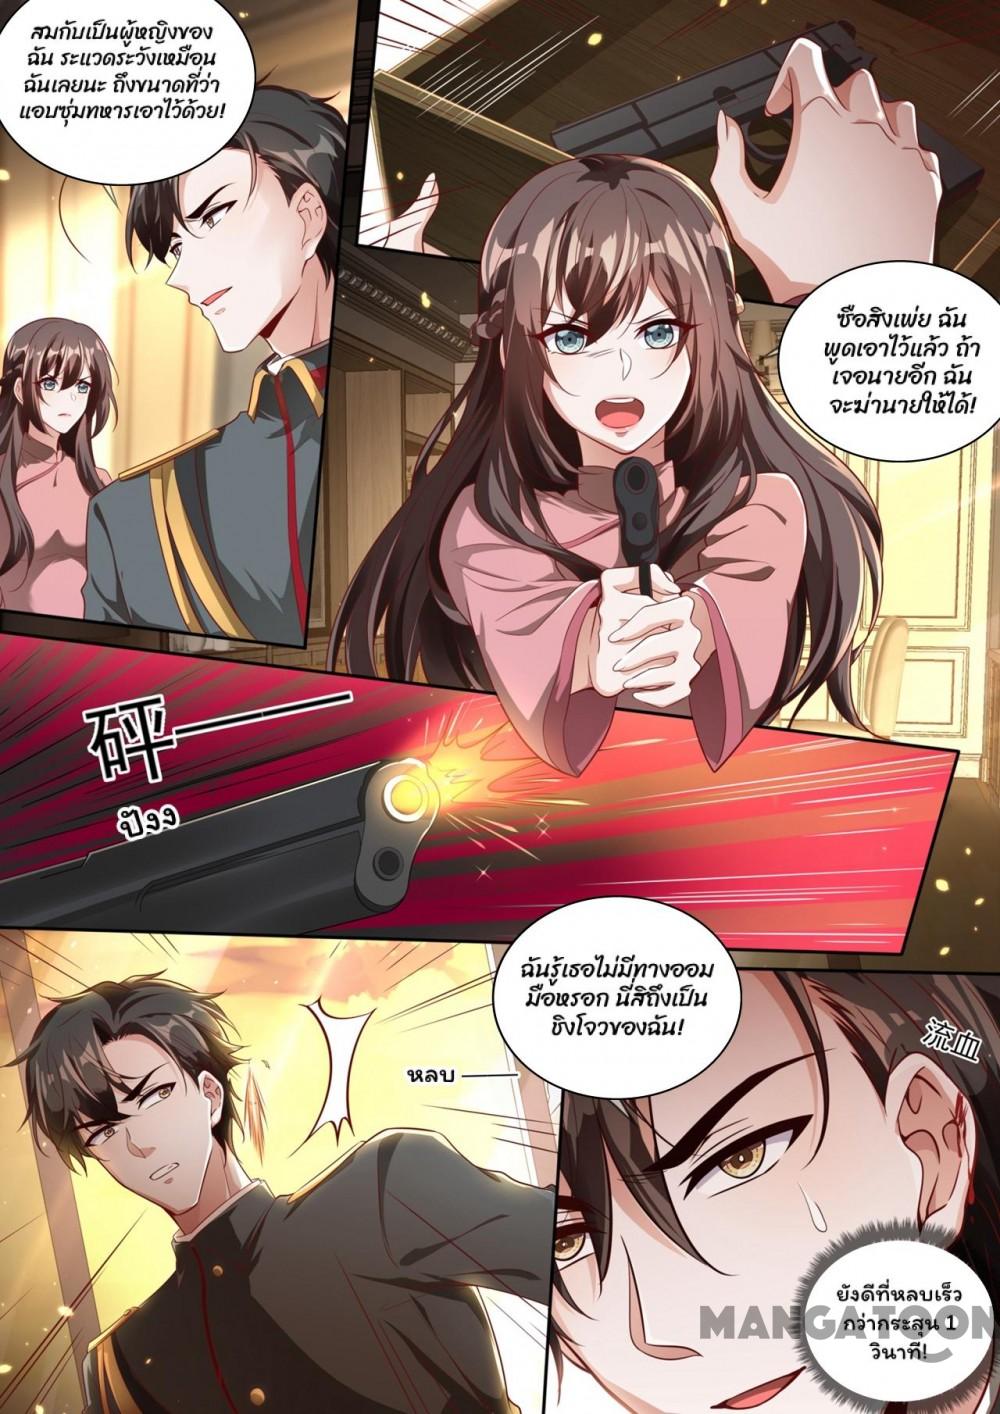 สมกับเป็นผู้หญิงของ
ฉัน ระแวดระวังเหมือน
ฉันเลยนะ ถึงขนาดที่ว่า
แอบซุ่มทหารเอาไว้ด้วย!
ซือสิงเพ่ย ฉัน
พูดเอาไว้แล้ว ถ้า
เจอนายอีก ฉัน
จะฆ่านายให้ได้!
砰——
ปังงง
ฉันรู้เธอไม่มีทางออม
มือหรอก นี่สิถึงเป็น
ชิงโจวของฉัน!
หลบ ——
流血
ยังดีที่หลบเร็ว
กว่ากระสุน 1
วินาที!
MANGATOON